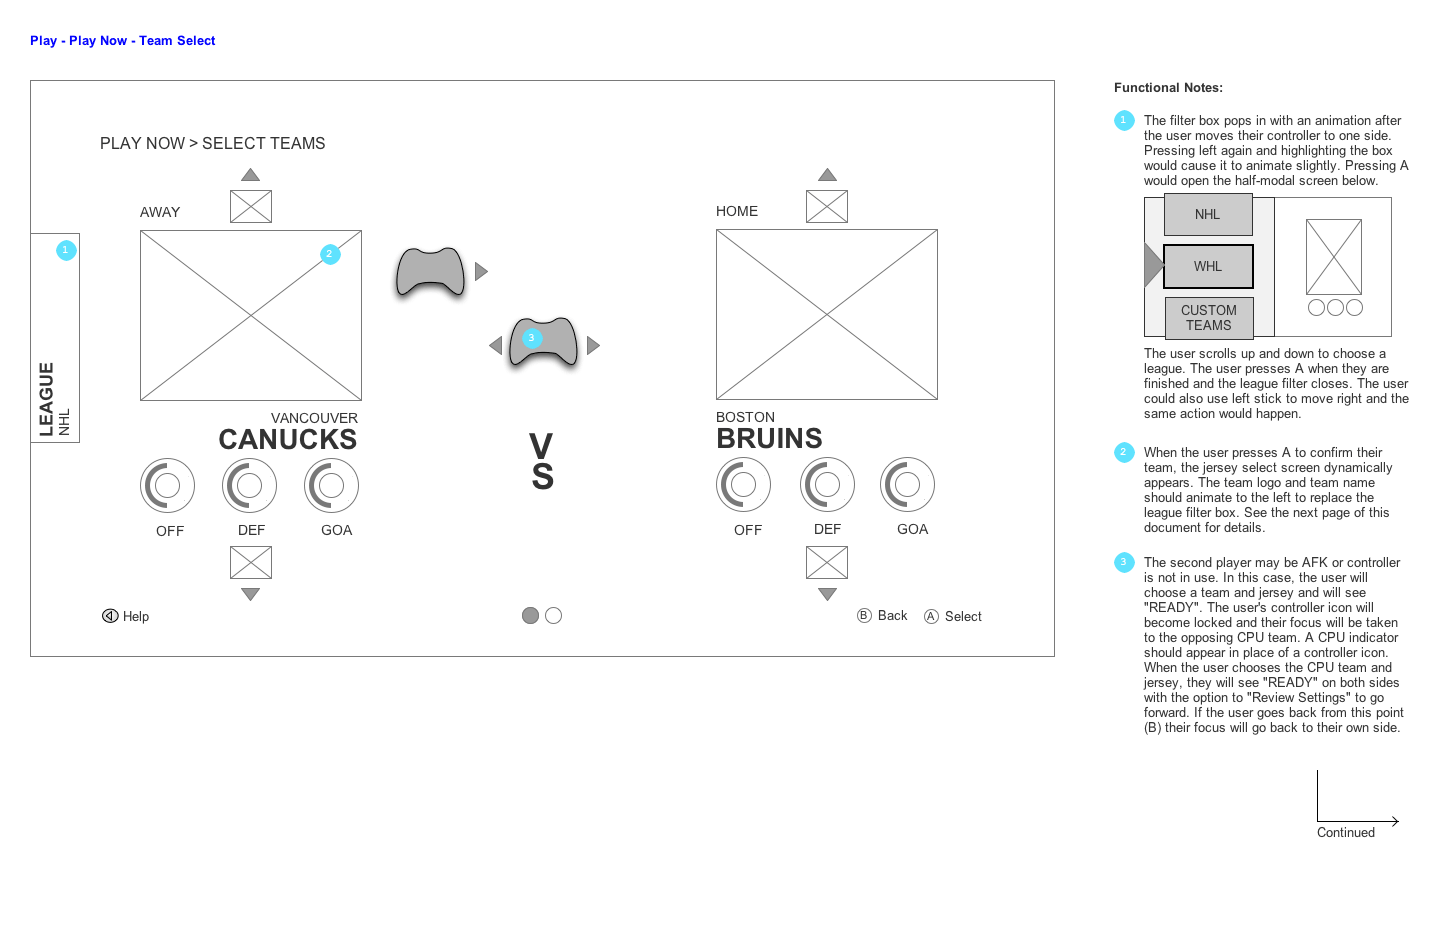 Play - Play Now - Team Select
PLAY NOW > SELECT TEAMS
AWAY
HOME
1
LEAGUE
NHL
2
3
VANCOUVER
CANUCKS
BOSTON
BRUINS
V
S
OFF
DEF
GOA
OFF
DEF
GOA
Help
B Back
A Select
Functional Notes:
1
The filter box pops in with an animation after
the user moves their controller to one side.
Pressing left again and highlighting the box
would cause it to animate slightly. Pressing A
would open the half-modal screen below.
NHL
WHL
CUSTOM
TEAMS
The user scrolls up and down to choose a
league. The user presses A when they are
finished and the league filter closes. The user
could also use left stick to move right and the
same action would happen.
2
When the user presses A to confirm their
team, the jersey select screen dynamically
appears. The team logo and team name
should animate to the left to replace the
league filter box. See the next page of this
document for details.
3
The second player may be AFK or controller
is not in use. In this case, the user will
choose a team and jersey and will see
"READY". The user's controller icon will
become locked and their focus will be taken
to the opposing CPU team. A CPU indicator
should appear in place of a controller icon.
When the user chooses the CPU team and
jersey, they will see "READY" on both sides
with the option to "Review Settings" to go
forward. If the user goes back from this point
(B) their focus will go back to their own side.
Continued